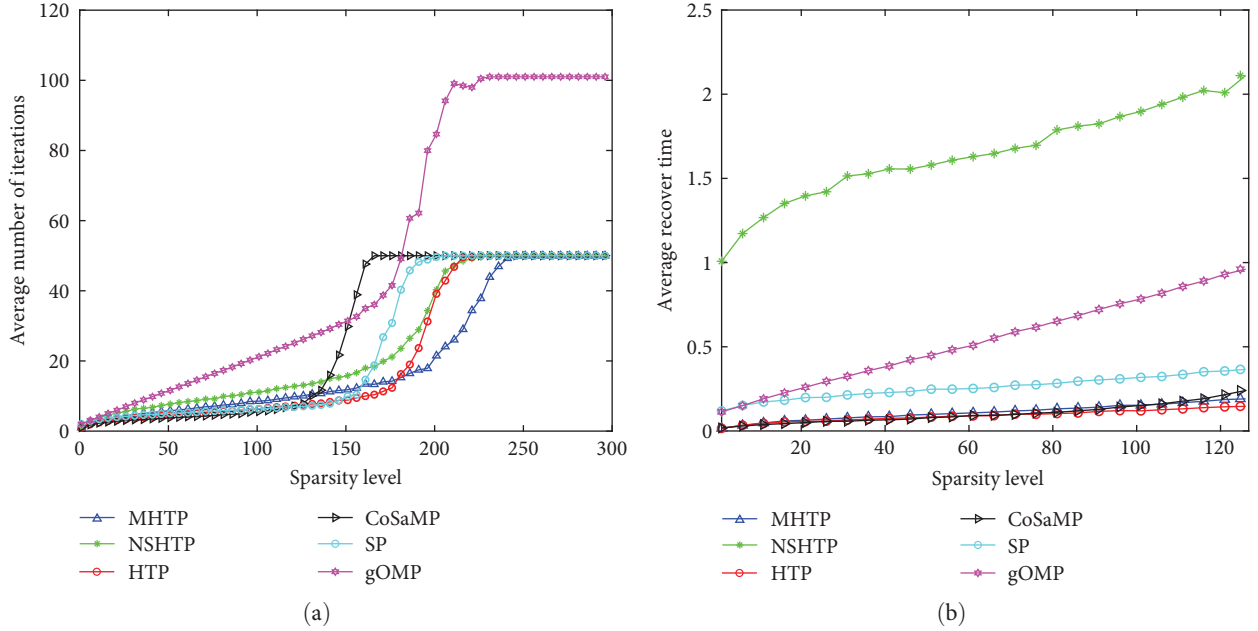 120
100
80
60
40
20
0
Average number of iterations
0 50 100 150 200 250 300
Sparsity level
MHTP
NSHTP
HTP
CoSaMP
SP
gOMP
(a)
2.5
2
1.5
1
0.5
0
Average recover time
0 20 40 60 80 100 120
Sparsity level
MHTP
NSHTP
HTP
CoSaMP
SP
gOMP
(b)